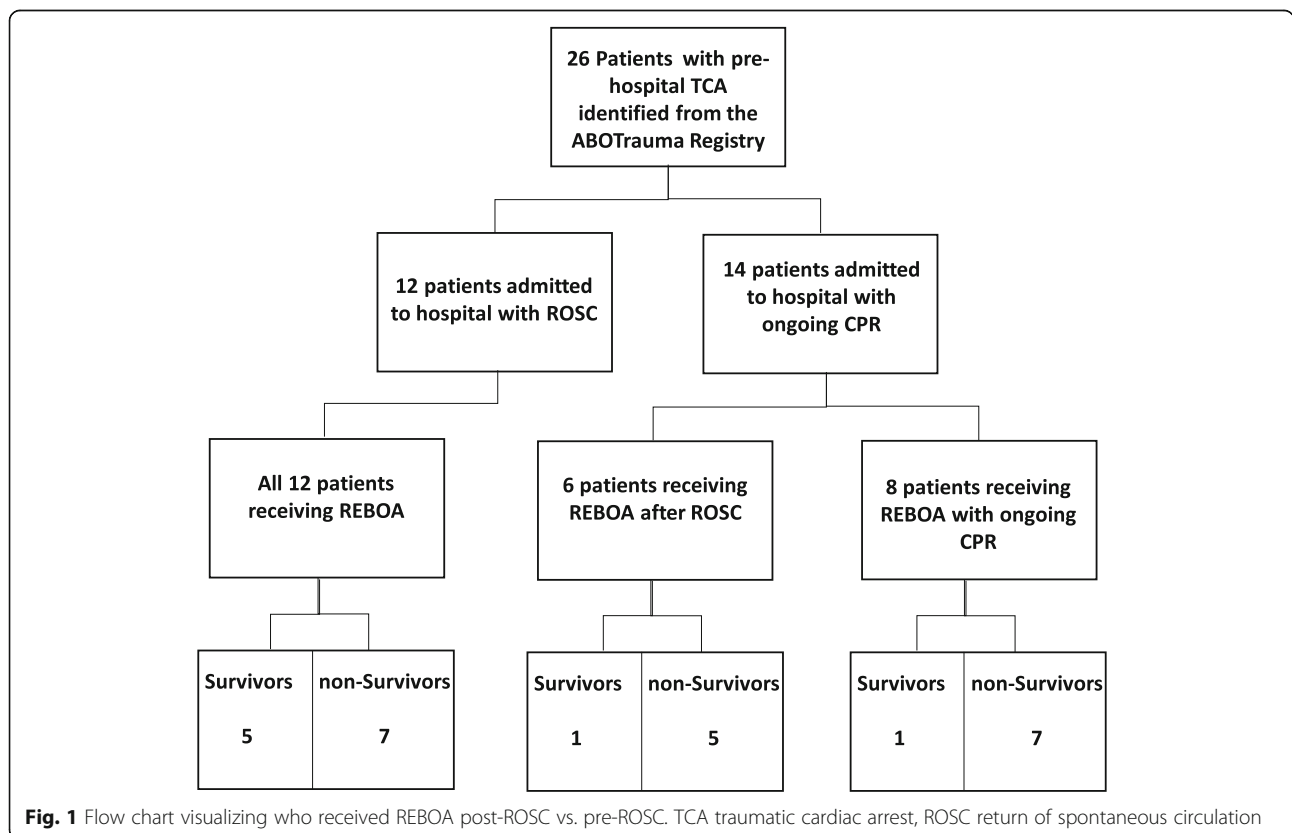 26 Patients with pre-
hospital TCA
identified from the
ABOTrauma Registry
12 patients admitted
to hospital with ROSC
14 patients admitted
to hospital with
ongoing CPR
All 12 patients
receiving REBOA
6 patients receiving
REBOA after ROSC
8 patients receiving
REBOA with ongoing
CPR
Survivors
non-Survivors
5
7
Survivors
non-Survivors
1
5
Survivors
non-Survivors
1
7
Fig. 1 Flow chart visualizing who received REBOA post-ROSC vs. pre-ROSC. TCA traumatic cardiac arrest, ROSC return of spontaneous circulation